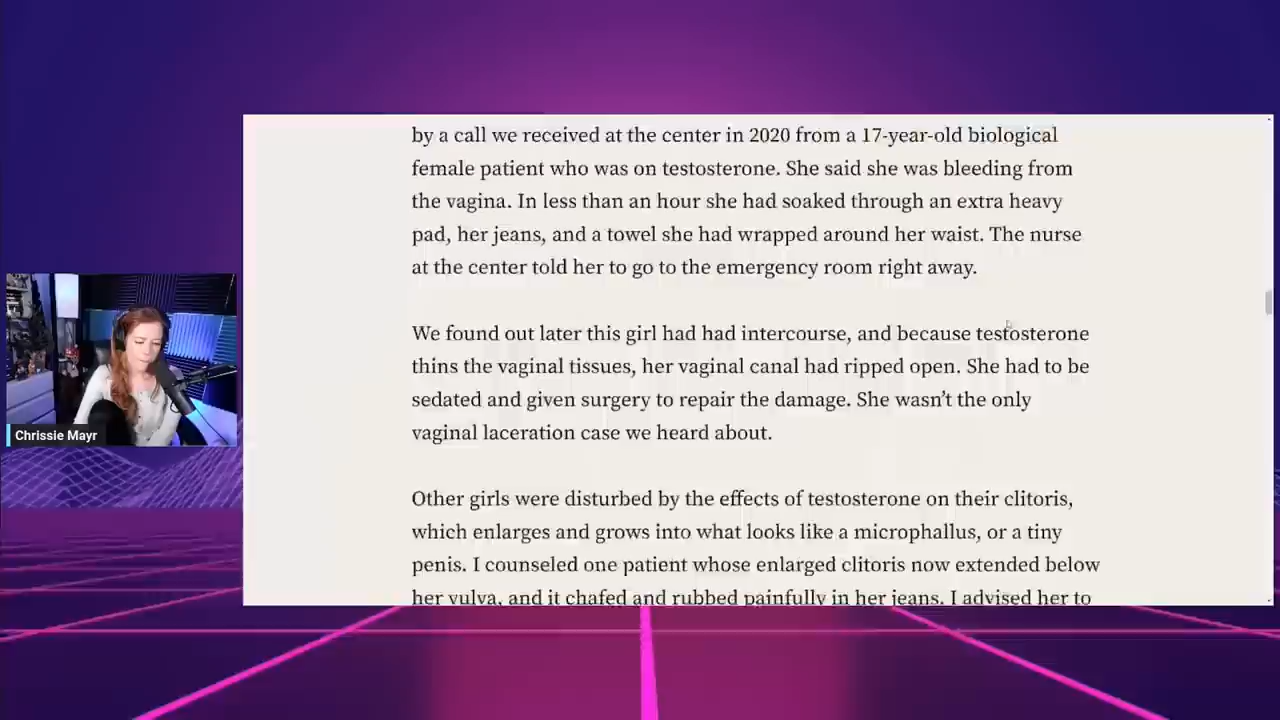 by a call we received at the center in 2020 from a 17-year-old biological
female patient who was on testosterone. She said she was bleeding from
the vagina. In less than an hour she had soaked through an extra heavy
pad, her jeans, and a towel she had wrapped around her waist. The nurse
at the center told her to go to the emergency room right away.
We found out later this girl had had intercourse, and because testosterone
thins the vaginal tissues, her vaginal canal had ripped open. She had to be
sedated and given surgery to repair the damage. She wasn’t the only
vaginal laceration case we heard about.
Other girls were disturbed by the effects of testosterone on their clitoris,
which enlarges and grows into what looks like a microphallus, or a tiny
penis. I counseled one patient whose enlarged clitoris now extended below
her vulva, and it chafed and rubbed painfully in her jeans. I advised her to
Chrissie Mayr